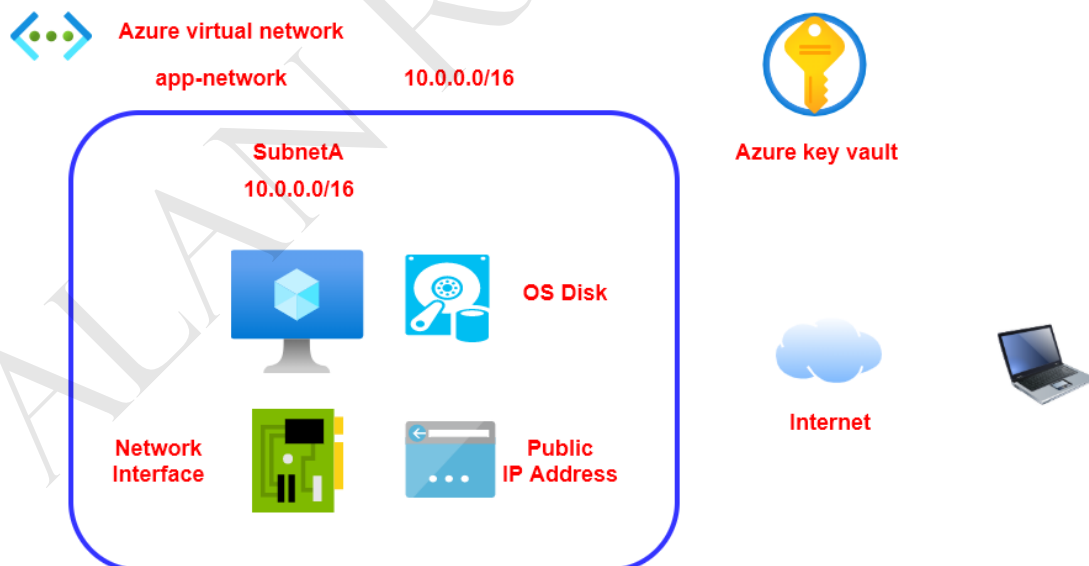 Azure virtual network
app-network 10.0.0.0/16
Azure key vault
SubnetA
10.0.0.0/16
OS Disk
Internet
Network
Interface
Public
IP Address
ALAN R